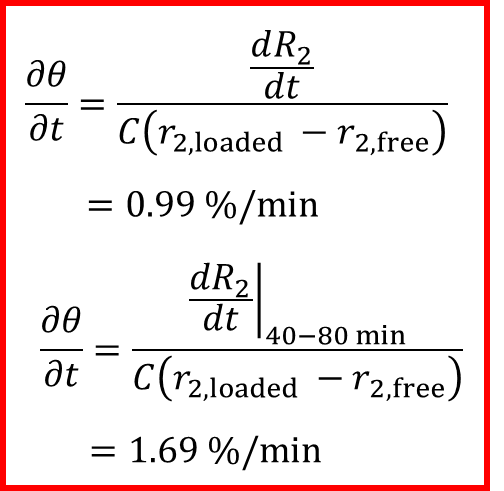 ∂θ/∂t = (dR₂/dt) / (C(r₂,loaded − r₂,free))
= 0.99 %/min
∂θ/∂t = (dR₂/dt|₄₀₋₈₀ min) / (C(r₂,loaded − r₂,free))
= 1.69 %/min